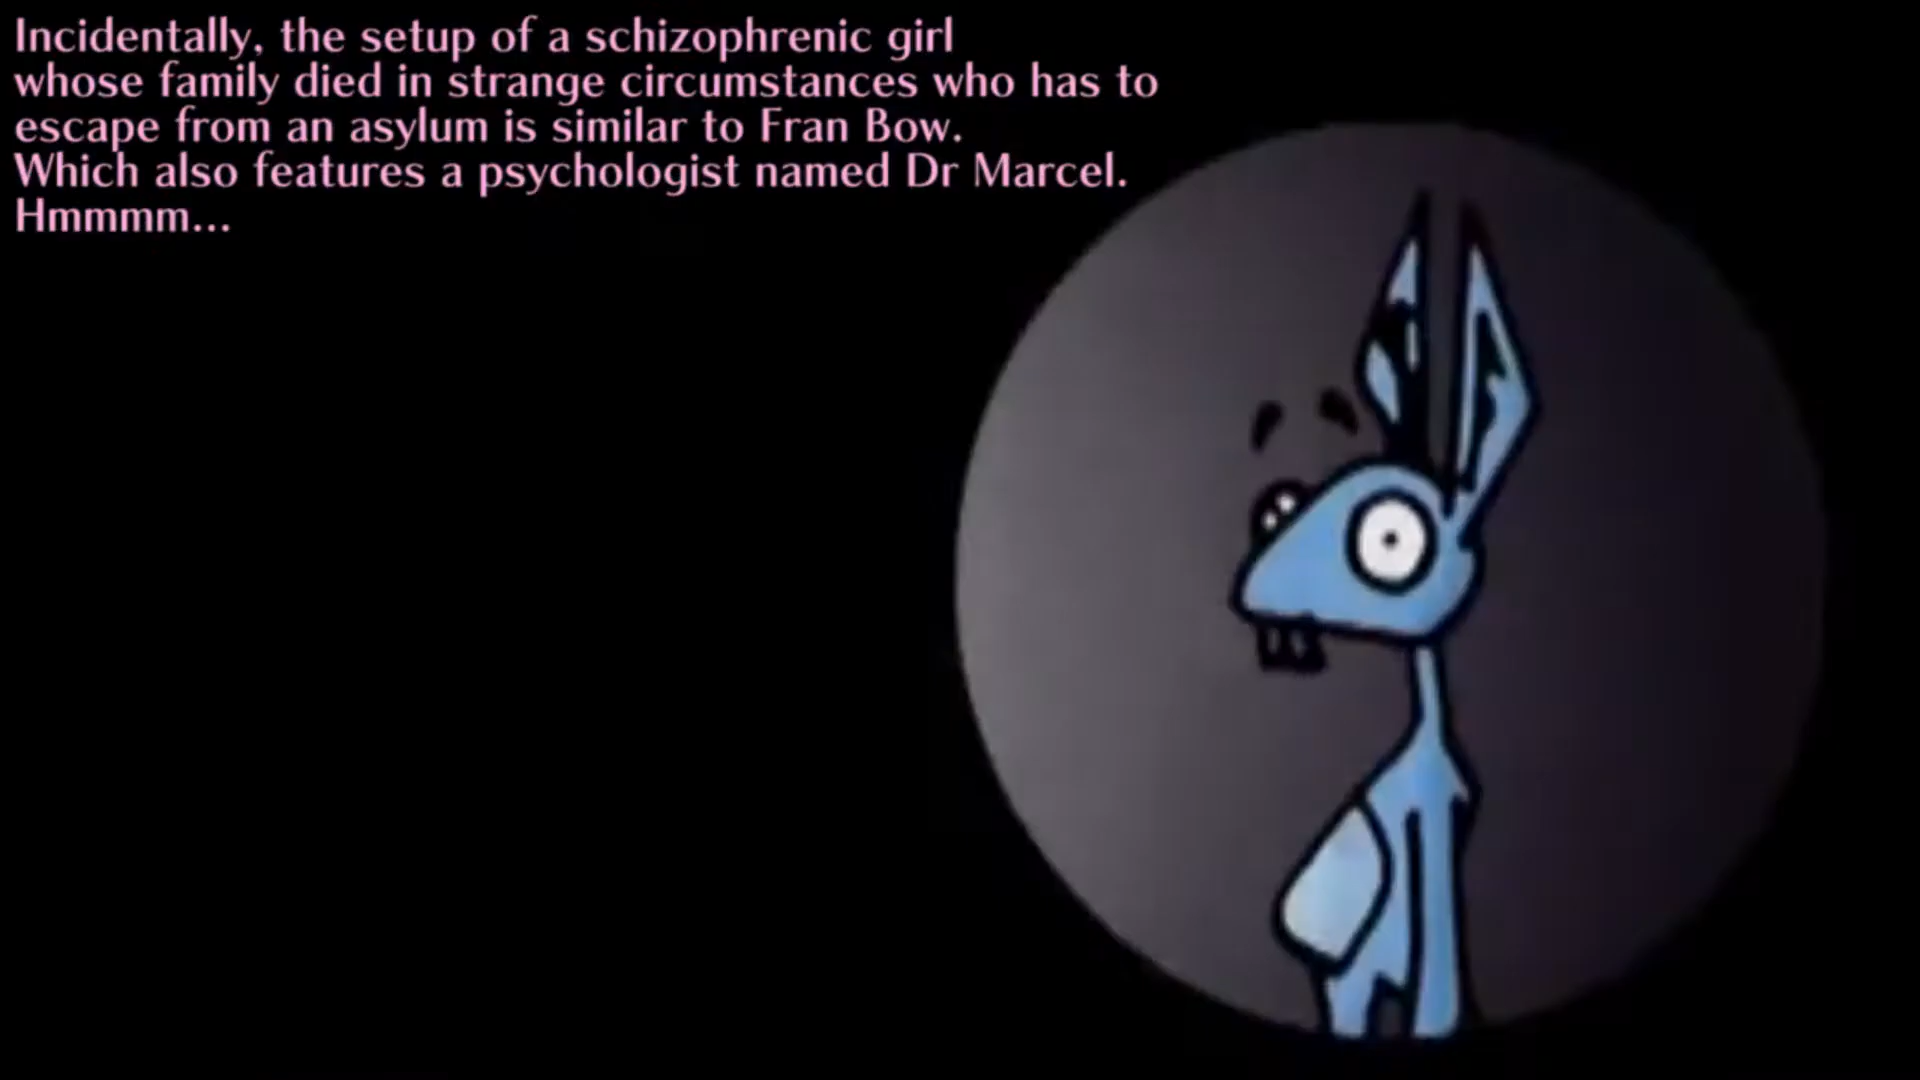 Incidentally, the setup of a schizophrenic girl
whose family died in strange circumstances who has to
escape from an asylum is similar to Fran Bow.
Which also features a psychologist named Dr Marcel.
Hmmmm...